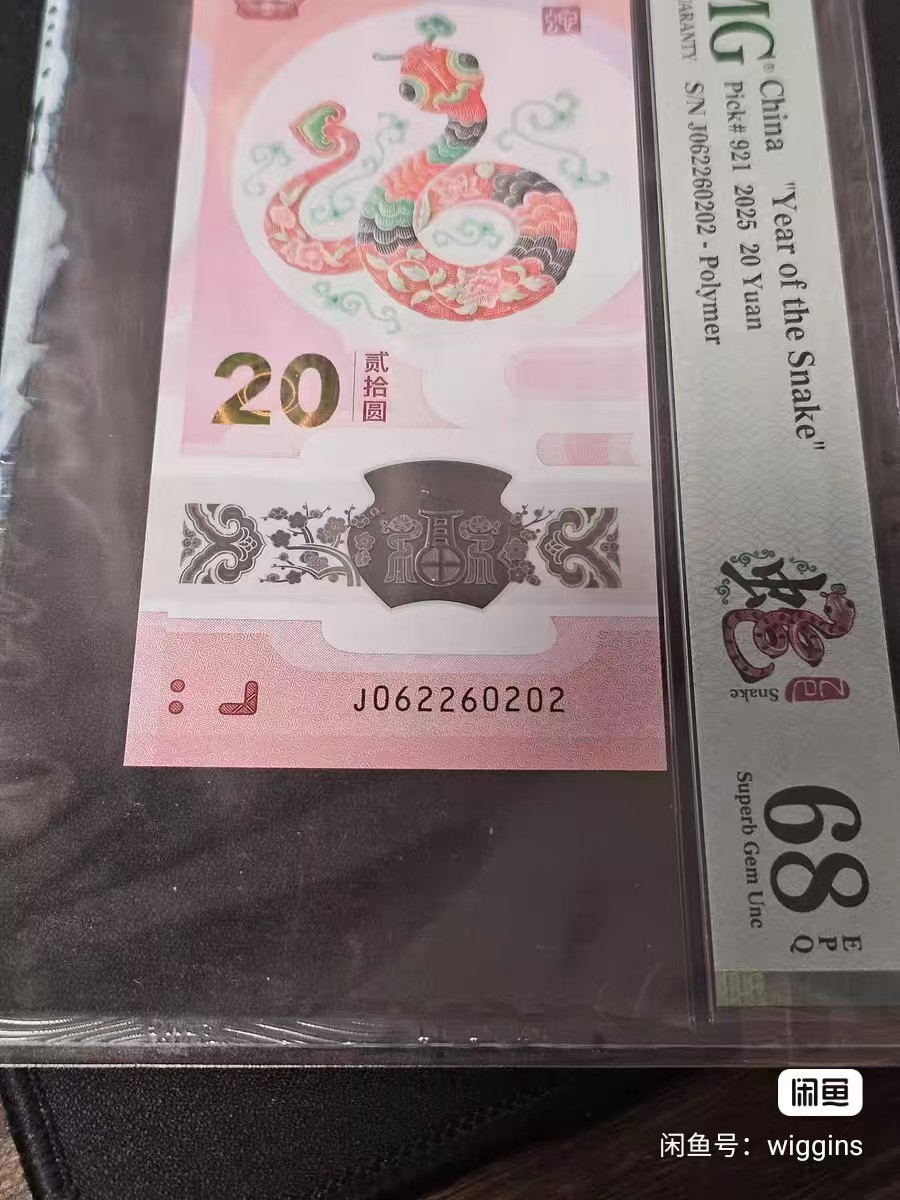 20
贰拾圆
J062260202
MG®
ARANTY
China "Year of the Snake"
Pick# 921 2025 20 Yuan
S/N J062260202 - Polymer
Snake
68
EPQ
Superb Gem Unc
闲鱼
闲鱼号：wiggins